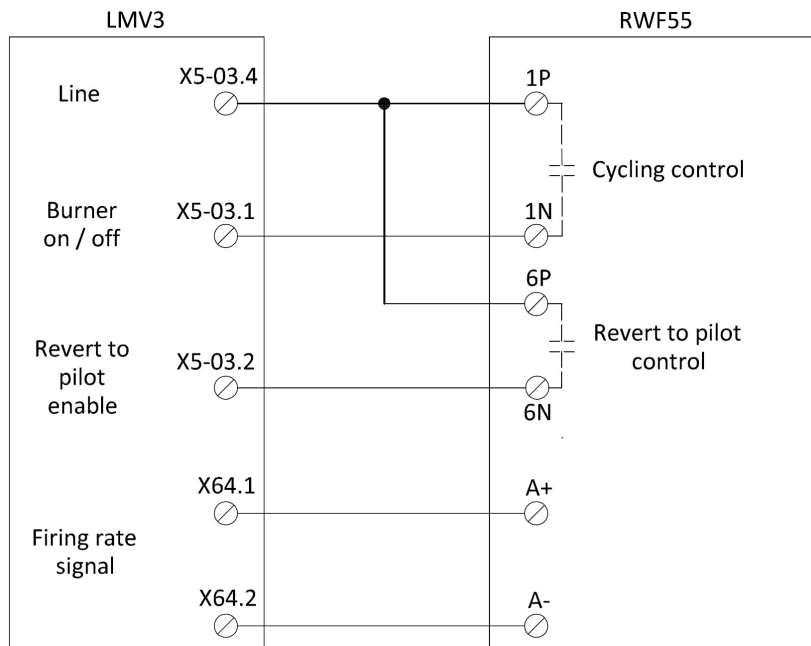 LMV3
RWF55
Line
X5-03.4
1P
Cycling control
Burner
on / off
X5-03.1
1N
6P
Revert to
pilot
enable
X5-03.2
Revert to pilot
control
6N
X64.1
A+
Firing rate
signal
X64.2
A-